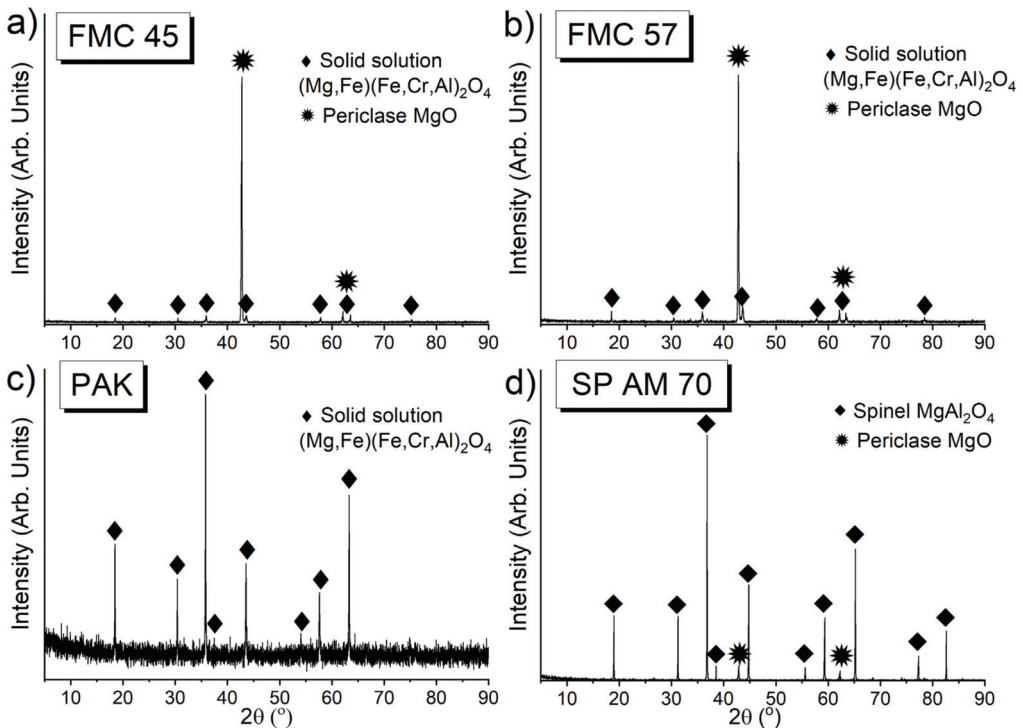 a)
FMC 45
Solid solution
(Mg,Fe)(Fe,Cr,Al)₂O₄
Periclase MgO
Intensity (Arb. Units)
10 20 30 40 50 60 70 80 90
b)
FMC 57
Solid solution
(Mg,Fe)(Fe,Cr,Al)₂O₄
Periclase MgO
Intensity (Arb. Units)
10 20 30 40 50 60 70 80 90
c)
PAK
Solid solution
(Mg,Fe)(Fe,Cr,Al)₂O₄
Intensity (Arb. Units)
10 20 30 40 50 60 70 80 90
2θ (°)
d)
SP AM 70
Spinel MgAl₂O₄
Periclase MgO
Intensity (Arb. Units)
10 20 30 40 50 60 70 80 90
2θ (°)